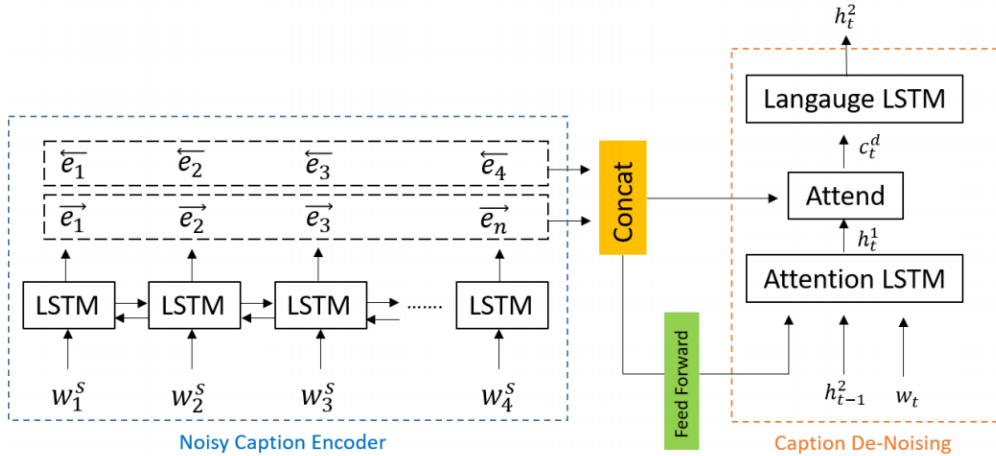 h_t^2
Langauge LSTM
c_t^d
Attend
h_t^1
Attention LSTM
h_{t-1}^2 w_t
Caption De-Noising
Concat
Feed Forward
\overleftarrow{e_1} \overleftarrow{e_2} \overleftarrow{e_3} \overleftarrow{e_4}
\overrightarrow{e_1} \overrightarrow{e_2} \overrightarrow{e_3} \overrightarrow{e_n}
LSTM LSTM LSTM ....... LSTM
w_1^s w_2^s w_3^s w_4^s
Noisy Caption Encoder